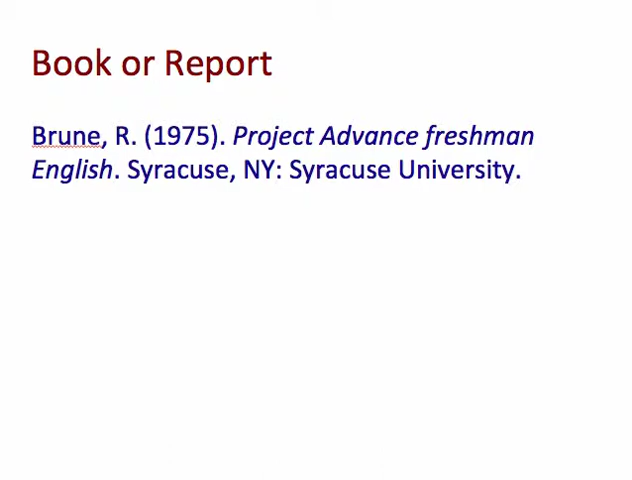 Book or Report
Brune, R. (1975). Project Advance freshman
English. Syracuse, NY: Syracuse University.